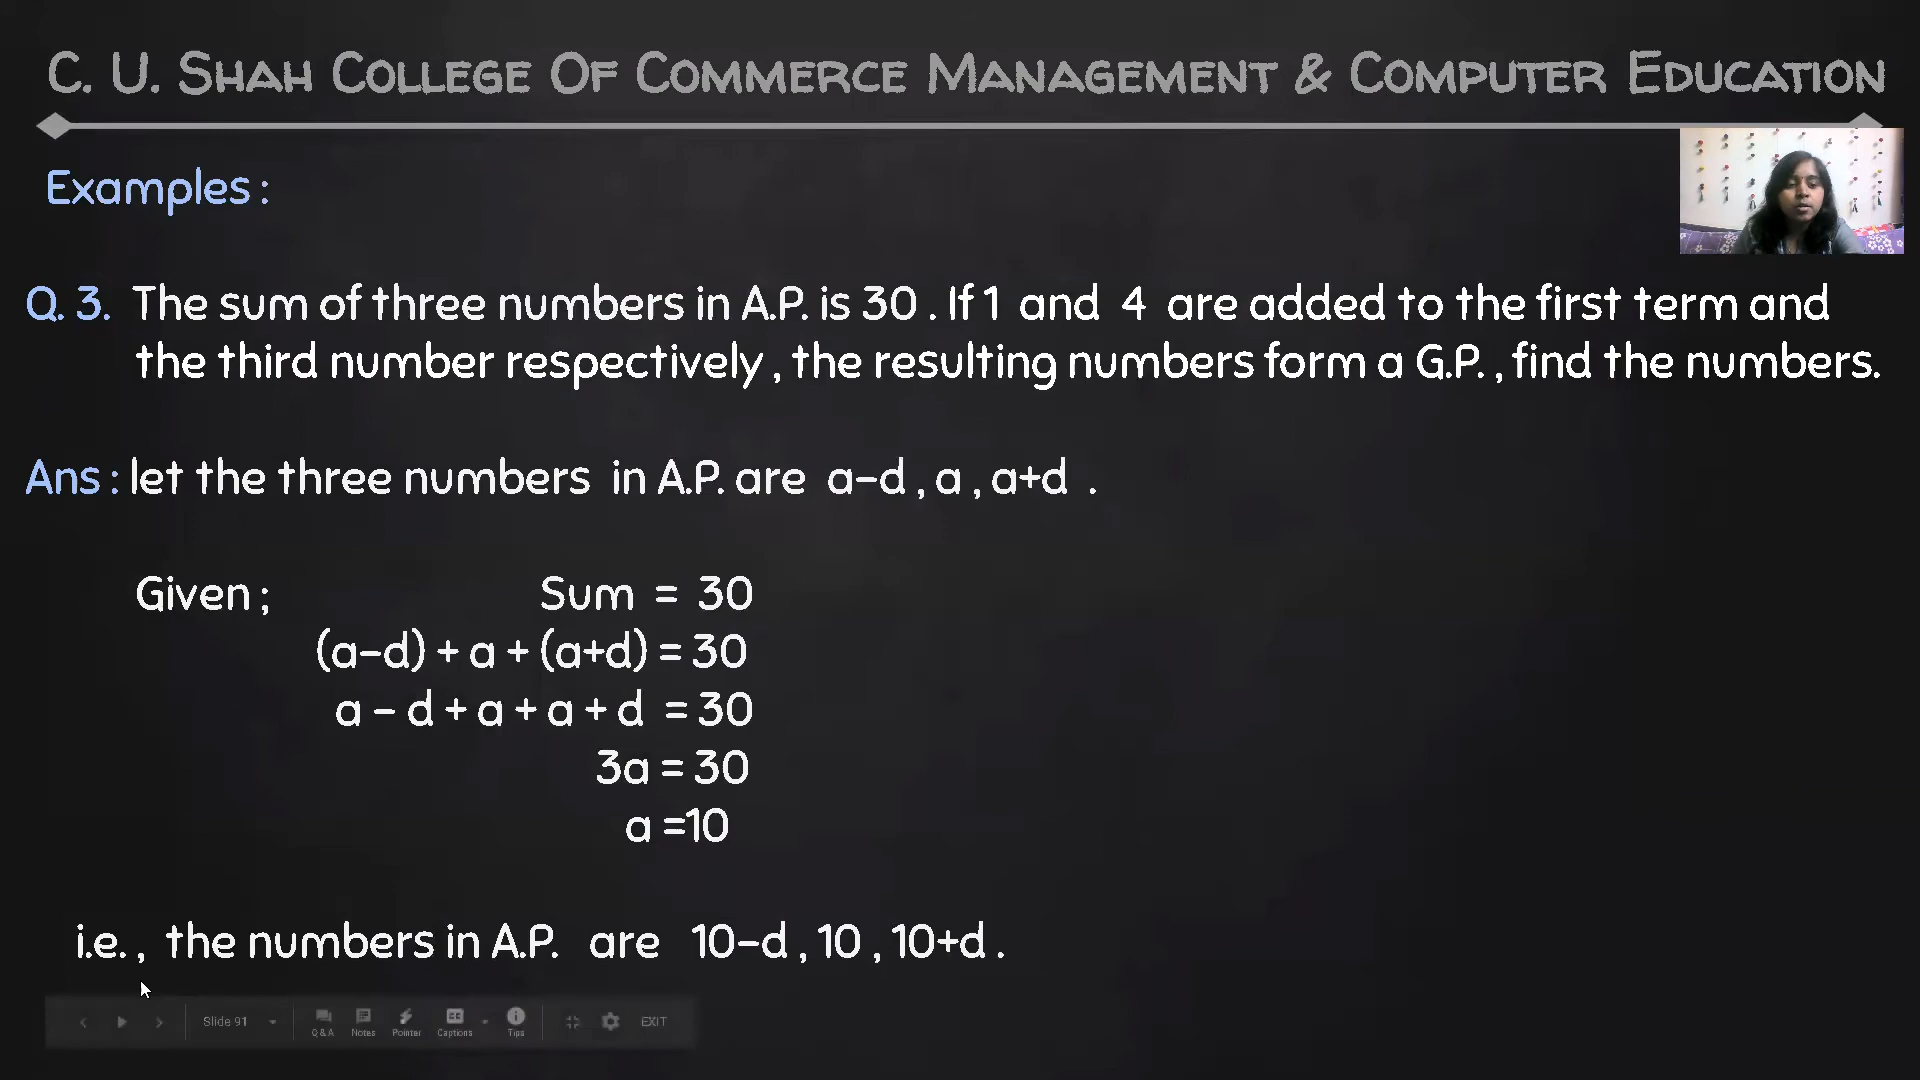 C. U. SHAH COLLEGE OF COMMERCE MANAGEMENT & COMPUTER EDUCATION
Examples :
Q. 3. The sum of three numbers in A.P. is 30 . If 1 and 4 are added to the first term and
the third number respectively , the resulting numbers form a G.P. , find the numbers.
Ans : let the three numbers in A.P. are a-d , a , a+d .
Given ; Sum = 30
(a-d) + a + (a+d) = 30
a - d + a + a + d = 30
3a = 30
a =10
i.e. , the numbers in A.P. are 10-d , 10 , 10+d .
Slide 91 Q & A Notes Pointer Captions Tips EXIT